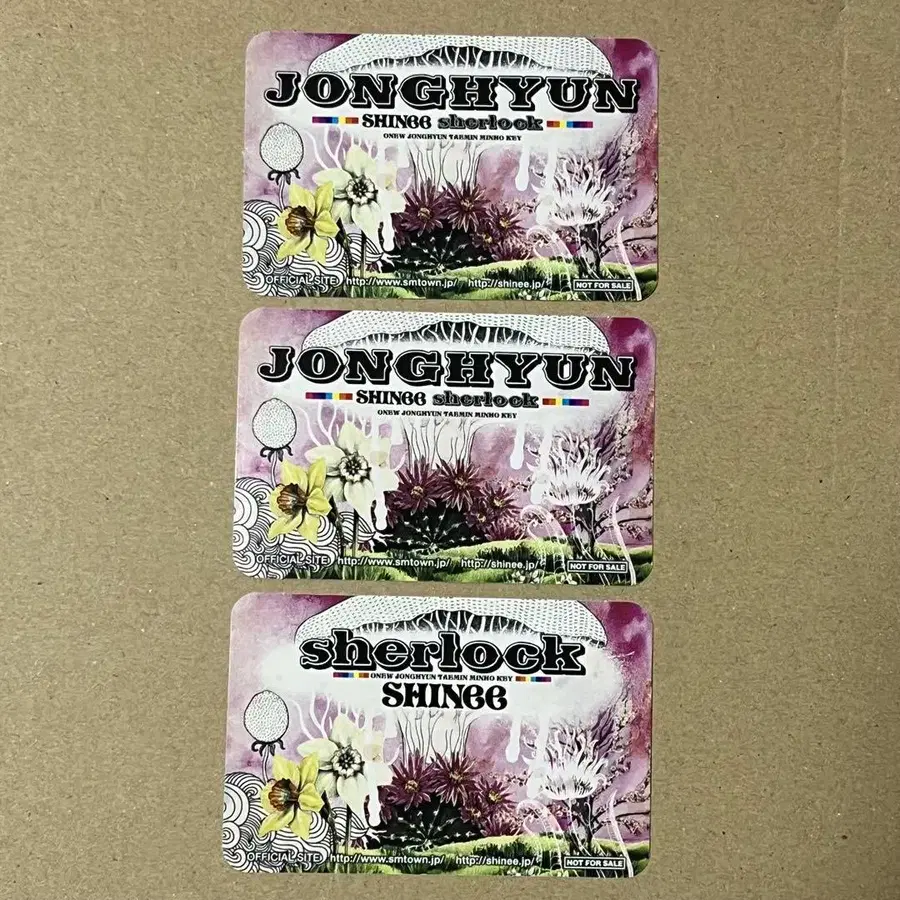 JONGHYUN
SHINee sherlock
ONEW JONGHYUN TAEMIN MINHO KEY
OFFICIAL SITE http://www.smtown.jp/ http://shinee.jp/ NOT FOR SALE
JONGHYUN
SHINee sherlock
ONEW JONGHYUN TAEMIN MINHO KEY
OFFICIAL SITE http://www.smtown.jp/ http://shinee.jp/ NOT FOR SALE
sherlock
ONEW JONGHYUN TAEMIN MINHO KEY
SHINee
OFFICIAL SITE http://www.smtown.jp/ http://shinee.jp/ NOT FOR SALE